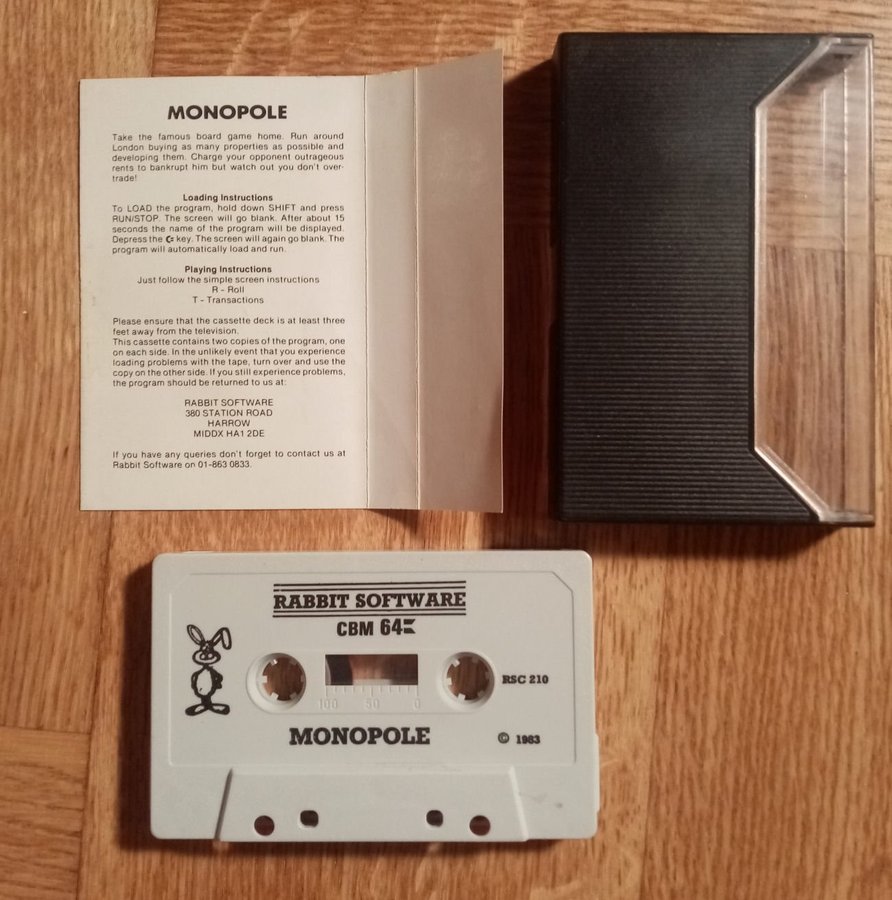 MONOPOLE
Take the famous board game home. Run around
London buying as many properties as possible and
developing them. Charge your opponent outrageous
rents to bankrupt him but watch out you don't over-
trade!
Loading Instructions
To LOAD the program, hold down SHIFT and press
RUN/STOP. The screen will go blank. After about 15
seconds the name of the program will be displayed.
Depress the C= key. The screen will again go blank. The
program will automatically load and run.
Playing Instructions
Just follow the simple screen instructions
R - Roll
T - Transactions
Please ensure that the cassette deck is at least three
feet away from the television.
This cassette contains two copies of the program, one
on each side. In the unlikely event that you experience
loading problems with the tape, turn over and use the
copy on the other side. If you still experience problems,
the program should be returned to us at:
RABBIT SOFTWARE
380 STATION ROAD
HARROW
MIDDX HA1 2DE
If you have any queries don't forget to contact us at
Rabbit Software on 01-863 0833.
RABBIT SOFTWARE
CBM 64
RSC 210
100 50 0
MONOPOLE
© 1983